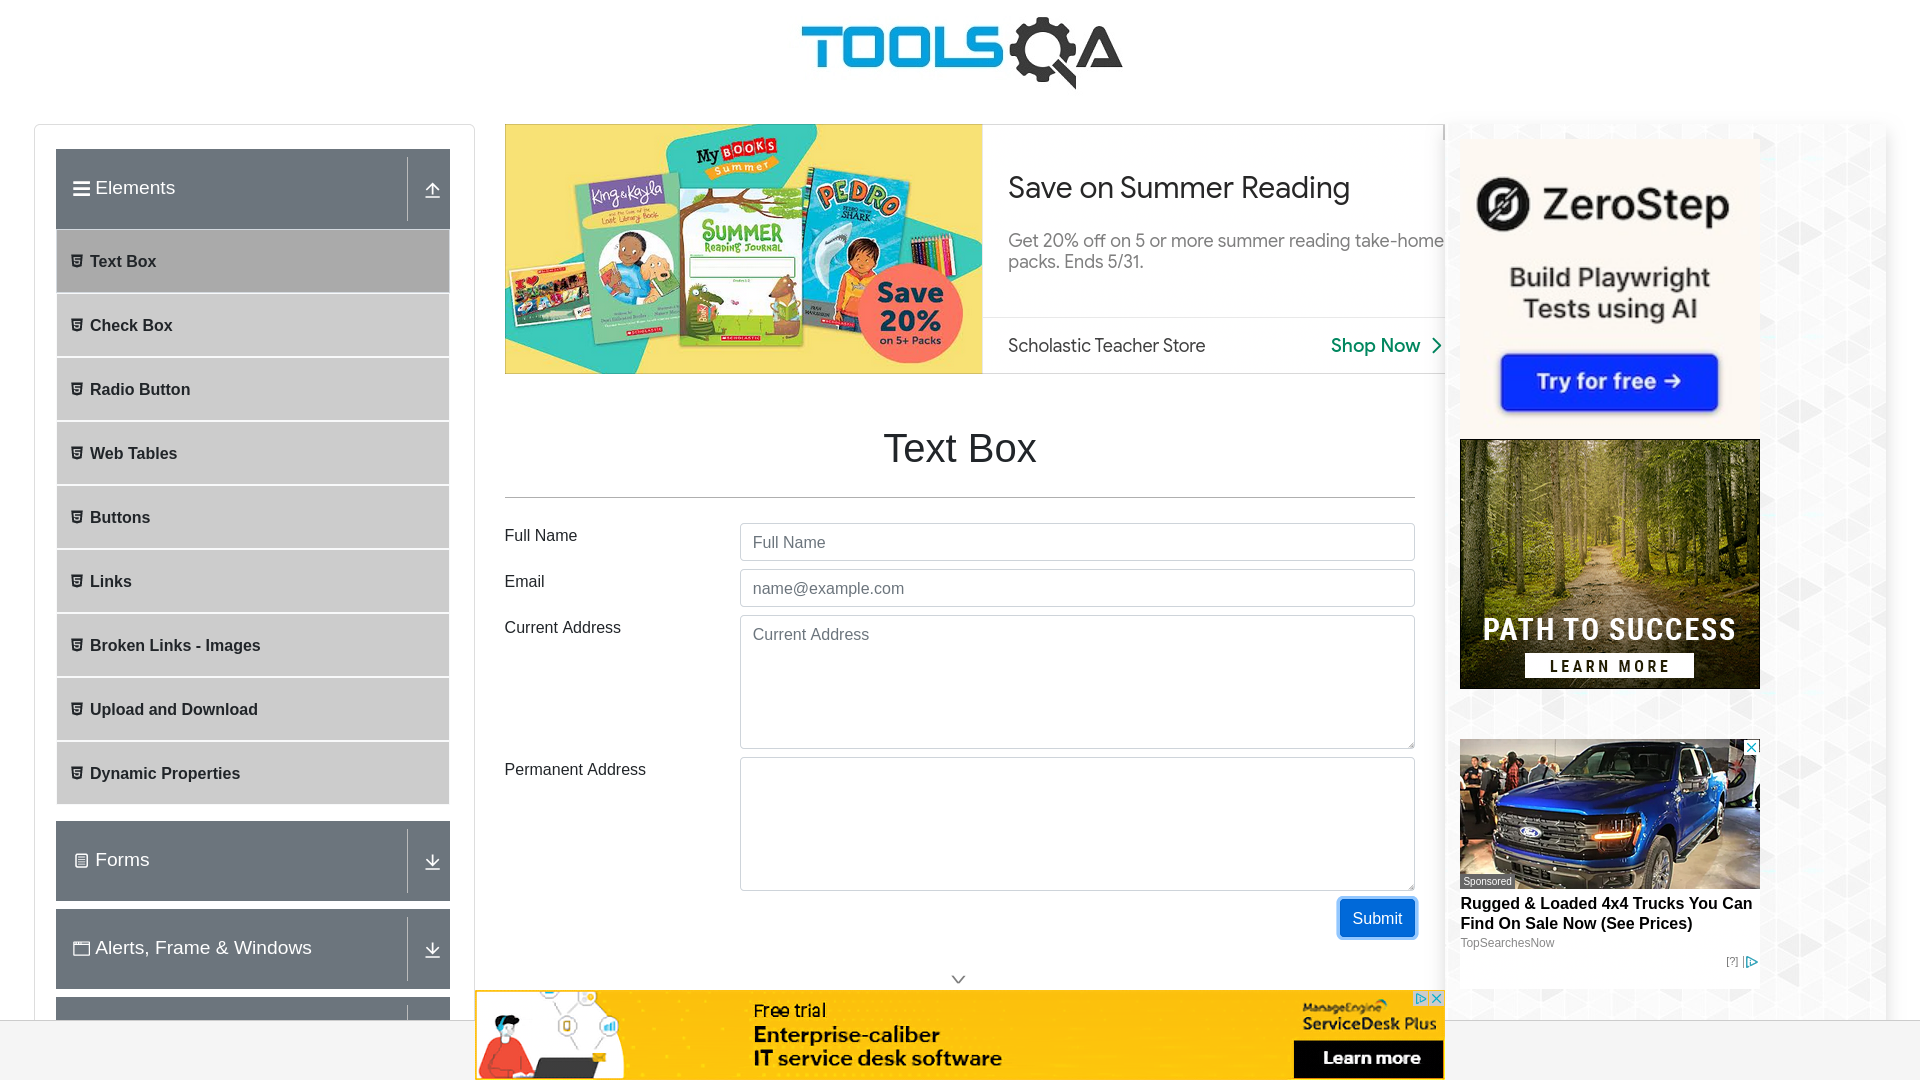 TOOLSQA
Elements
Text Box
Check Box
Radio Button
Web Tables
Buttons
Links
Broken Links - Images
Upload and Download
Dynamic Properties
Forms
Alerts, Frame & Windows
My BOOKS
Summer
King & Kayla
Lost Library Book
SUMMER
READING JOURNAL
PEDRO
SHARK
Save
20%
on 5+ Packs
Save on Summer Reading
Get 20% off on 5 or more summer reading take-home
packs. Ends 5/31.
Scholastic Teacher Store
Shop Now
Text Box
Full Name
Full Name
Email
name@example.com
Current Address
Current Address
Permanent Address
Submit
Free trial
Enterprise-caliber
IT service desk software
ManageEngine
ServiceDesk Plus
Learn more
ZeroStep
Build Playwright
Tests using AI
Try for free →
PATH TO SUCCESS
LEARN MORE
Sponsored
Rugged & Loaded 4x4 Trucks You Can
Find On Sale Now (See Prices)
TopSearchesNow
[?]